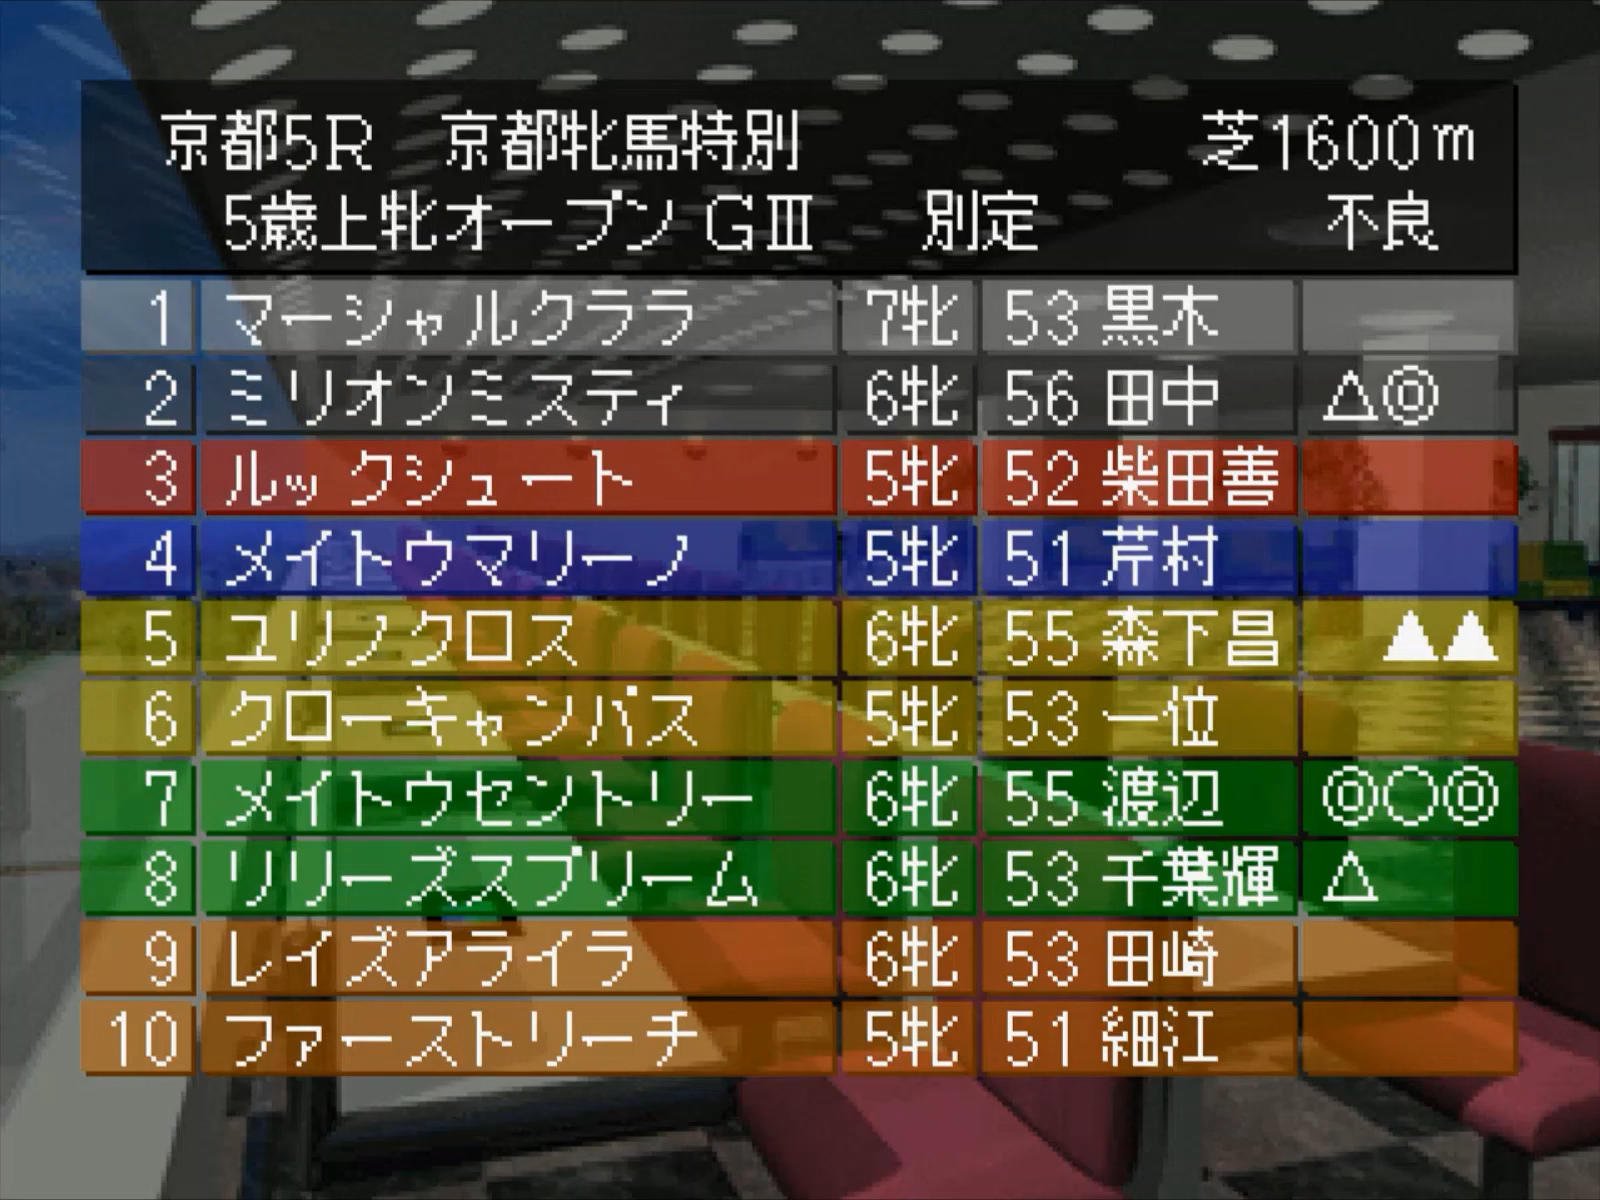 京都5R 京都牝馬特別 芝1600m
5歳上牝オープンGⅢ 別定 不良
1 マーシャルクララ 7牝 53 黒木
2 ミリオンミスティ 6牝 56 田中 △◎
3 ルックシュート 5牝 52 柴田善
4 メイトウマリーノ 5牝 51 芹村
5 ユリノクロス 6牝 55 森下昌 ▲▲
6 クローキャンパス 5牝 53 一位
7 メイトウセントリー 6牝 55 渡辺 ◎○◎
8 リリーズスプリーム 6牝 53 千葉輝 △
9 レイズアライラ 6牝 53 田崎
10 ファーストリーチ 5牝 51 細江